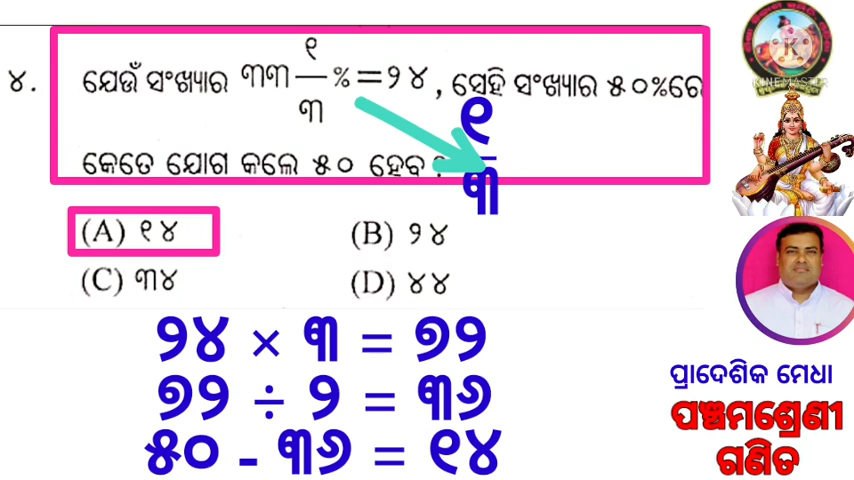 ୪. ଯେଉଁ ସଂଖ୍ୟାର ୩୩ ୧/୩ % = ୨୪, ସେହି ସଂଖ୍ୟାର ୫୦%ରେ
କେତେ ଯୋଗ କଲେ ୫୦ ହେବ ?
୧
୩
(A) ୧୪ (B) ୨୪
(C) ୩୪ (D) ୪୪
୨୪ × ୩ = ୭୨
୭୨ ÷ ୨ = ୩୬
୫୦ - ୩୬ = ୧୪
KINEMASTER
ପ୍ରାଦେଶିକ ମେଧା
ପଞ୍ଚମଶ୍ରେଣୀ
ଗଣିତ